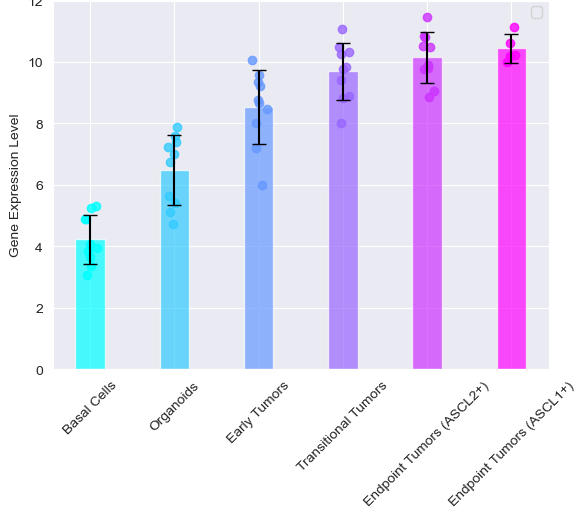 12
10
8
6
4
2
0
Gene Expression Level
Basal Cells
Organoids
Early Tumors
Transitional Tumors
Endpoint Tumors (ASCL2+)
Endpoint Tumors (ASCL1+)